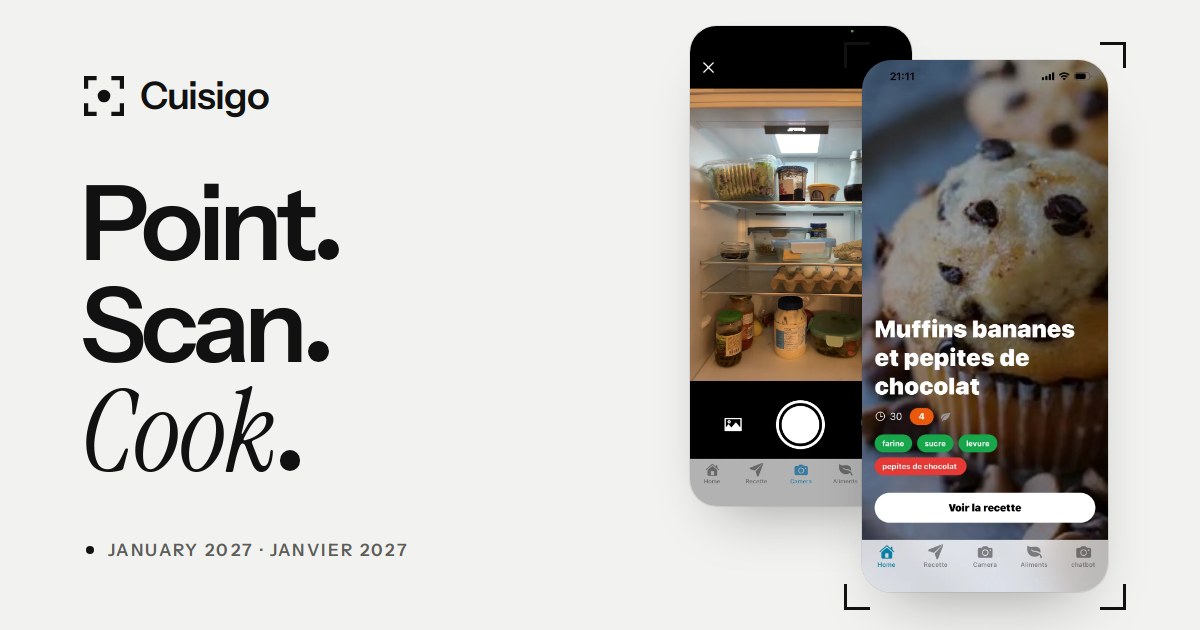 Cuisigo
Point.
Scan.
Cook.
JANUARY 2027 · JANVIER 2027
Home
Recette
Camera
Aliments
21:11
Muffins bananes
et pepites de
chocolat
30
4
farine
sucre
levure
pepites de chocolat
Voir la recette
Home
Recette
Camera
Aliments
chatbot